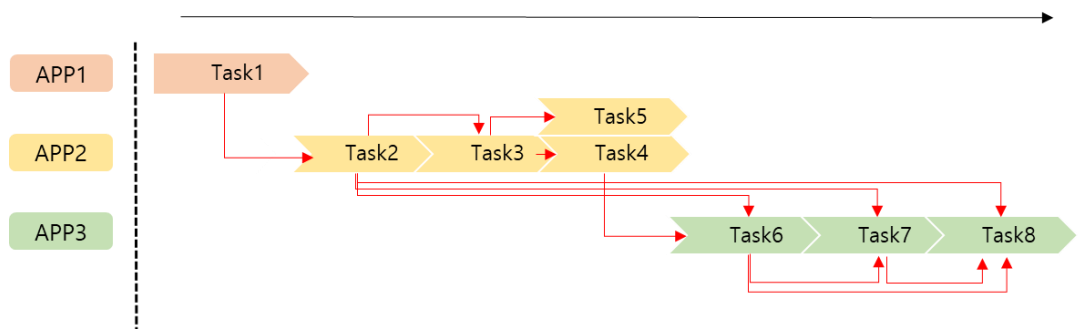 APP1
Task1
Task5
APP2
Task2
Task3
Task4
APP3
Task6
Task7
Task8